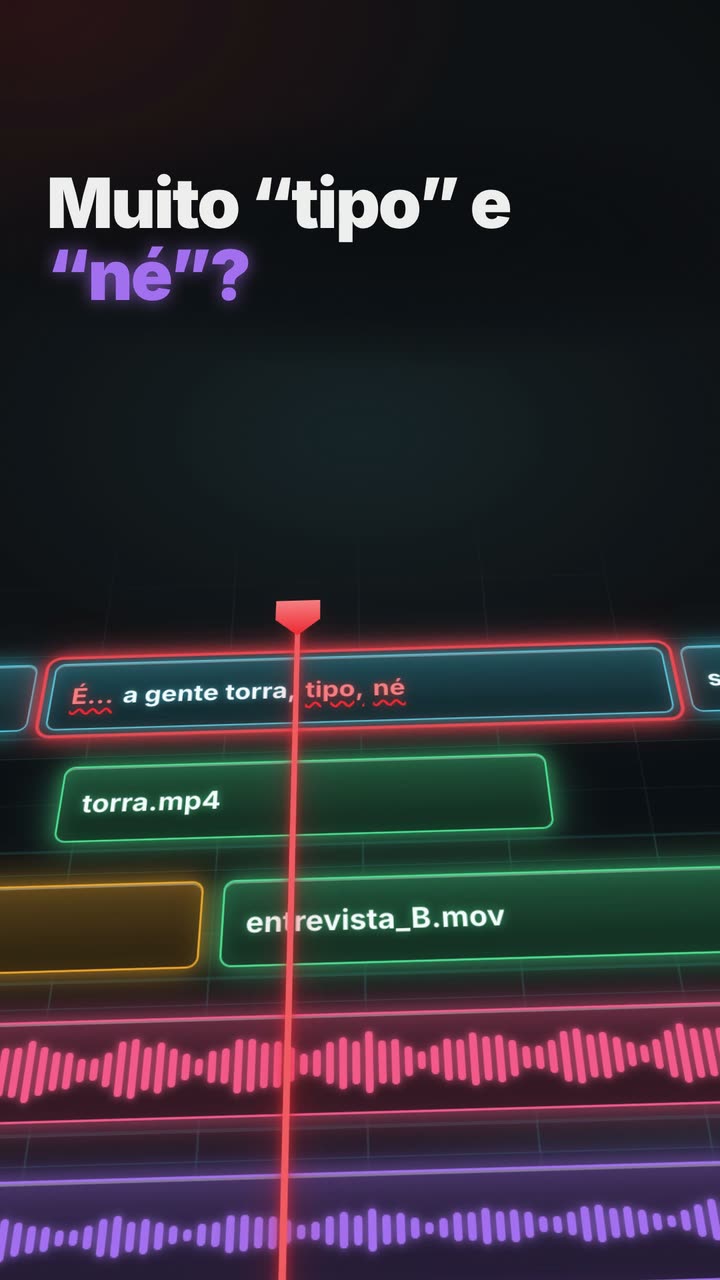 Muito “tipo” e
“né”?
É... a gente torra, tipo, né
s
torra.mp4
entrevista_B.mov